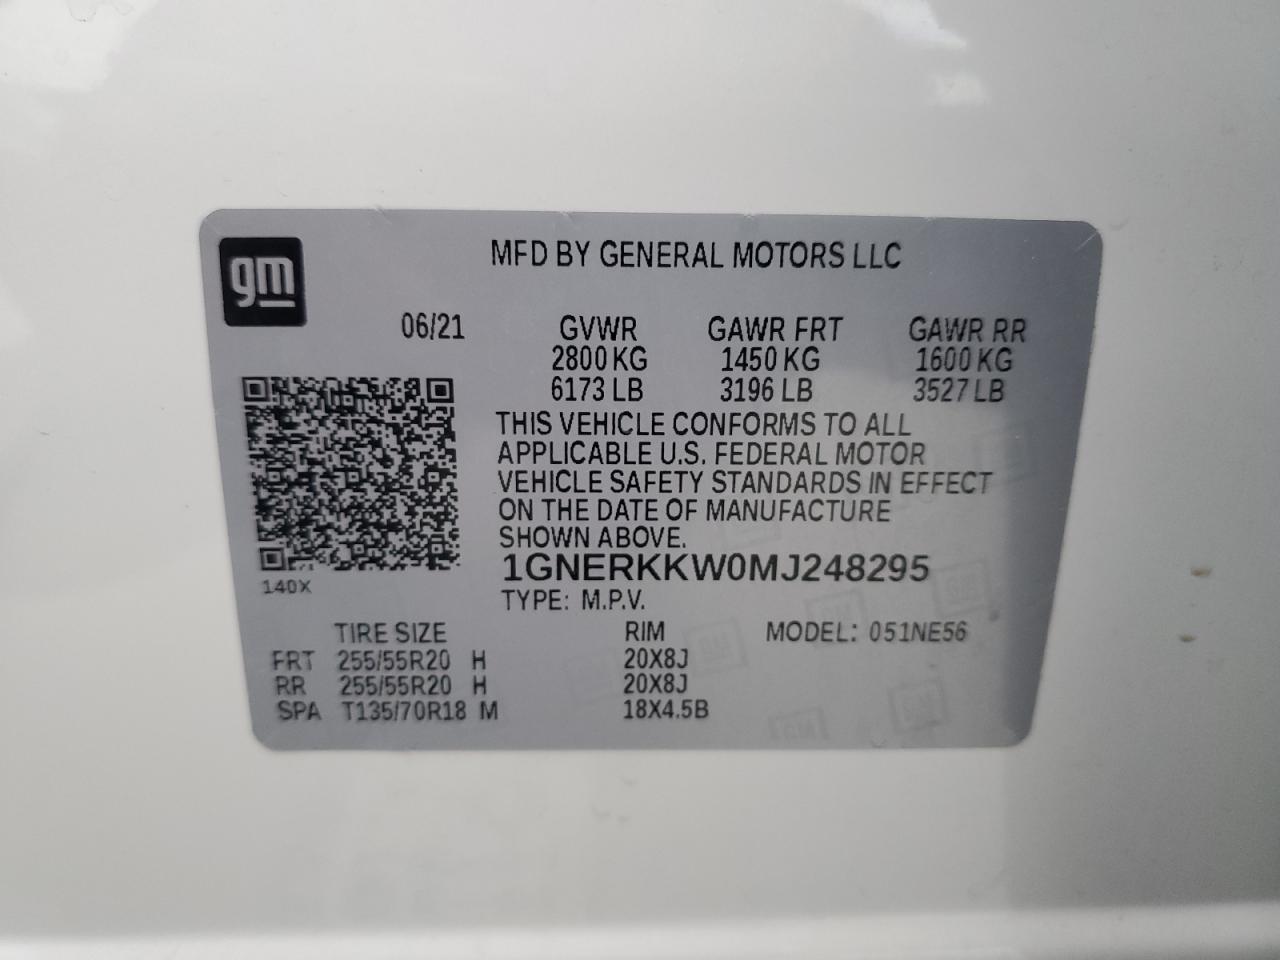 gm
MFD BY GENERAL MOTORS LLC
06/21
GVWR GAWR FRT GAWR RR
2800 KG 1450 KG 1600 KG
6173 LB 3196 LB 3527 LB
THIS VEHICLE CONFORMS TO ALL
APPLICABLE U.S. FEDERAL MOTOR
VEHICLE SAFETY STANDARDS IN EFFECT
ON THE DATE OF MANUFACTURE
SHOWN ABOVE.
140X
1GNERKKW0MJ248295
TYPE: M.P.V.
TIRE SIZE RIM MODEL: 051NE56
FRT 255/55R20 H 20X8J
RR 255/55R20 H 20X8J
SPA T135/70R18 M 18X4.5B